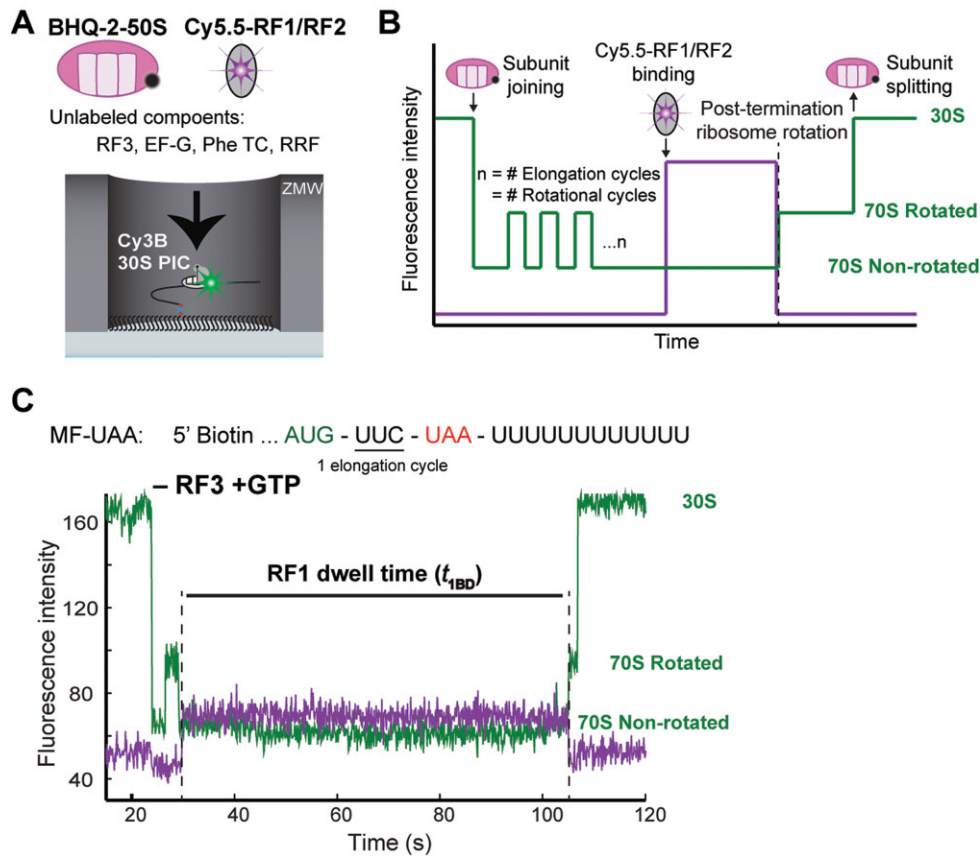 A
BHQ-2-50S Cy5.5-RF1/RF2
Unlabeled compoents:
RF3, EF-G, Phe TC, RRF
ZMW
Cy3B
30S PIC
B
Fluorescence intensity
Subunit
joining
Cy5.5-RF1/RF2
binding
Subunit
splitting
Post-termination
ribosome rotation
30S
n = # Elongation cycles
= # Rotational cycles
...n
70S Rotated
70S Non-rotated
Time
C
MF-UAA: 5' Biotin ... AUG - UUC - UAA - UUUUUUUUUUUU
1 elongation cycle
– RF3 +GTP
Fluorescence intensity
160
120
80
40
30S
RF1 dwell time (t1BD)
70S Rotated
70S Non-rotated
20 40 60 80 100 120
Time (s)